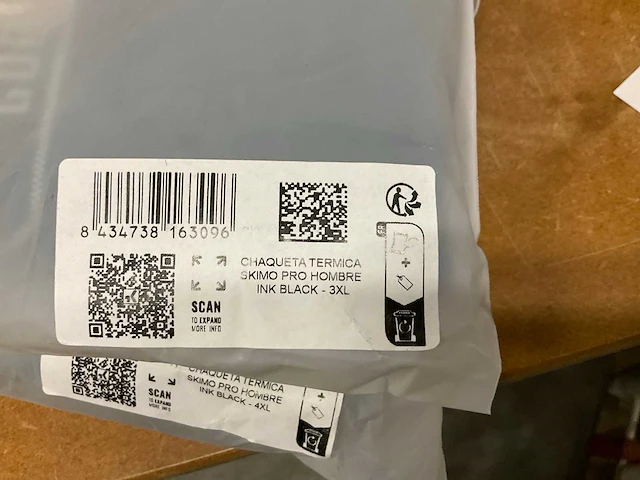 8 434738 163096
CHAQUETA TERMICA
SKIMO PRO HOMBRE
INK BLACK - 3XL
SCAN
TO EXPAND
MORE INFO
FR
+
CHAQUETA TERMICA
SKIMO PRO HOMBRE
INK BLACK - 4XL
SCAN
TO EXPAND
MORE INFO
+